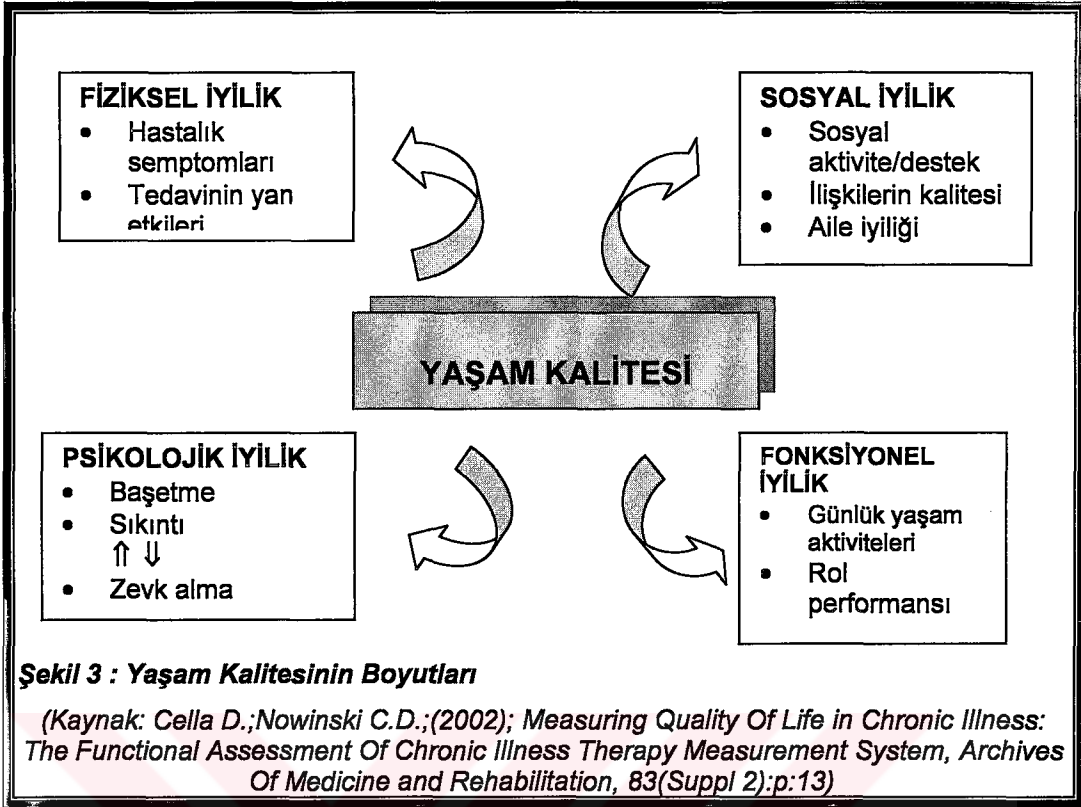 FİZİKSEL İYİLİK
• Hastalık
semptomları
• Tedavinin yan
etkileri
SOSYAL İYİLİK
• Sosyal
aktivite/destek
• İlişkilerin kalitesi
• Aile iyiliği
YAŞAM KALİTESİ
PSİKOLOJİK İYİLİK
• Başetme
• Sıkıntı
⇑ ⇓
• Zevk alma
FONKSİYONEL
İYİLİK
• Günlük yaşam
aktiviteleri
• Rol
performansı
Şekil 3 : Yaşam Kalitesinin Boyutları
(Kaynak: Cella D.;Nowinski C.D.;(2002); Measuring Quality Of Life in Chronic Illness:
The Functional Assessment Of Chronic Illness Therapy Measurement System, Archives
Of Medicine and Rehabilitation, 83(Suppl 2):p:13)